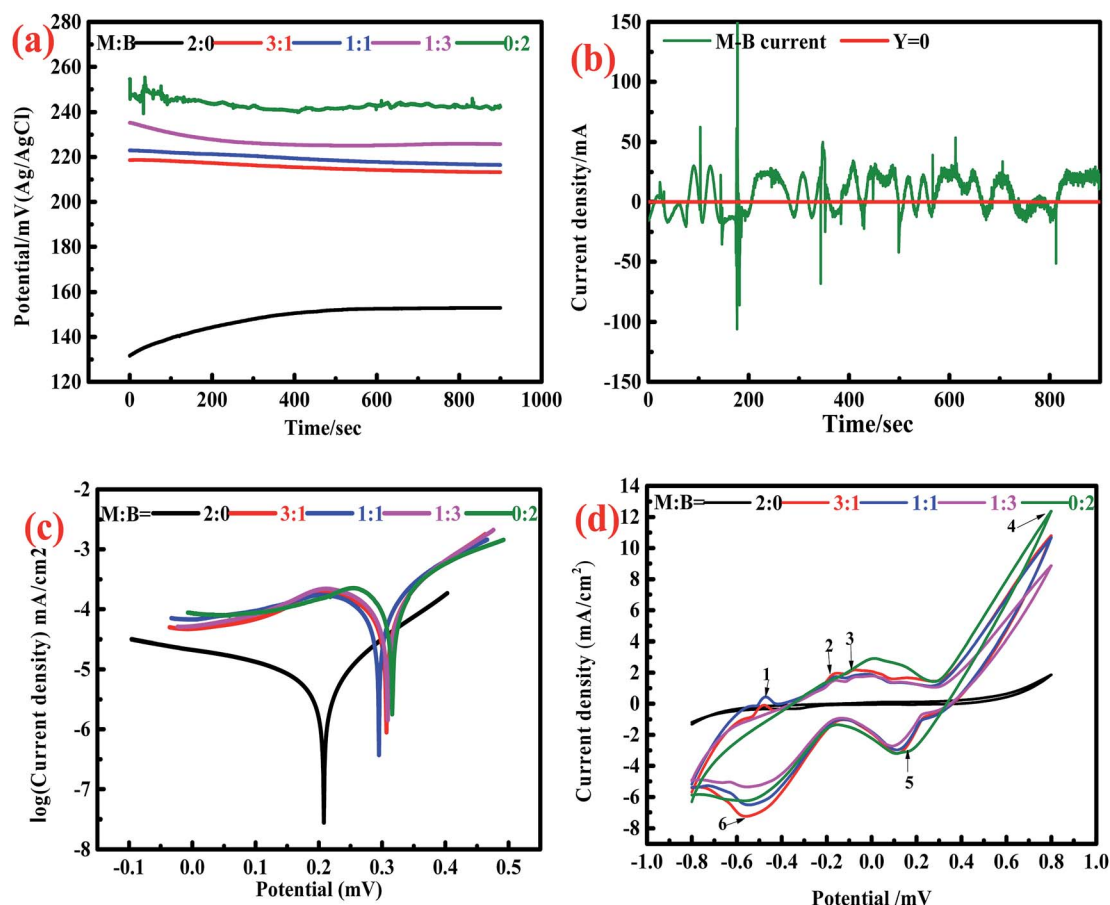 (a)
M:B 2:0 3:1 1:1 1:3 0:2
280
260
240
220
200
180
160
140
120
Potential/mV(Ag/AgCl)
0 200 400 600 800 1000
Time/sec
(b)
M-B current Y=0
150
100
50
0
-50
-100
-150
Current density/mA
0 200 400 600 800
Time/sec
(c)
M:B= 2:0 3:1 1:1 1:3 0:2
-2
-3
-4
-5
-6
-7
-8
log(Current density) mA/cm2
-0.1 0.0 0.1 0.2 0.3 0.4 0.5
Potential (mV)
(d)
M:B= 2:0 3:1 1:1 1:3 0:2
14
12
10
8
6
4
2
0
-2
-4
-6
-8
Current density (mA/cm2)
1
2
3
4
5
6
-1.0 -0.8 -0.6 -0.4 -0.2 0.0 0.2 0.4 0.6 0.8 1.0
Potential /mV